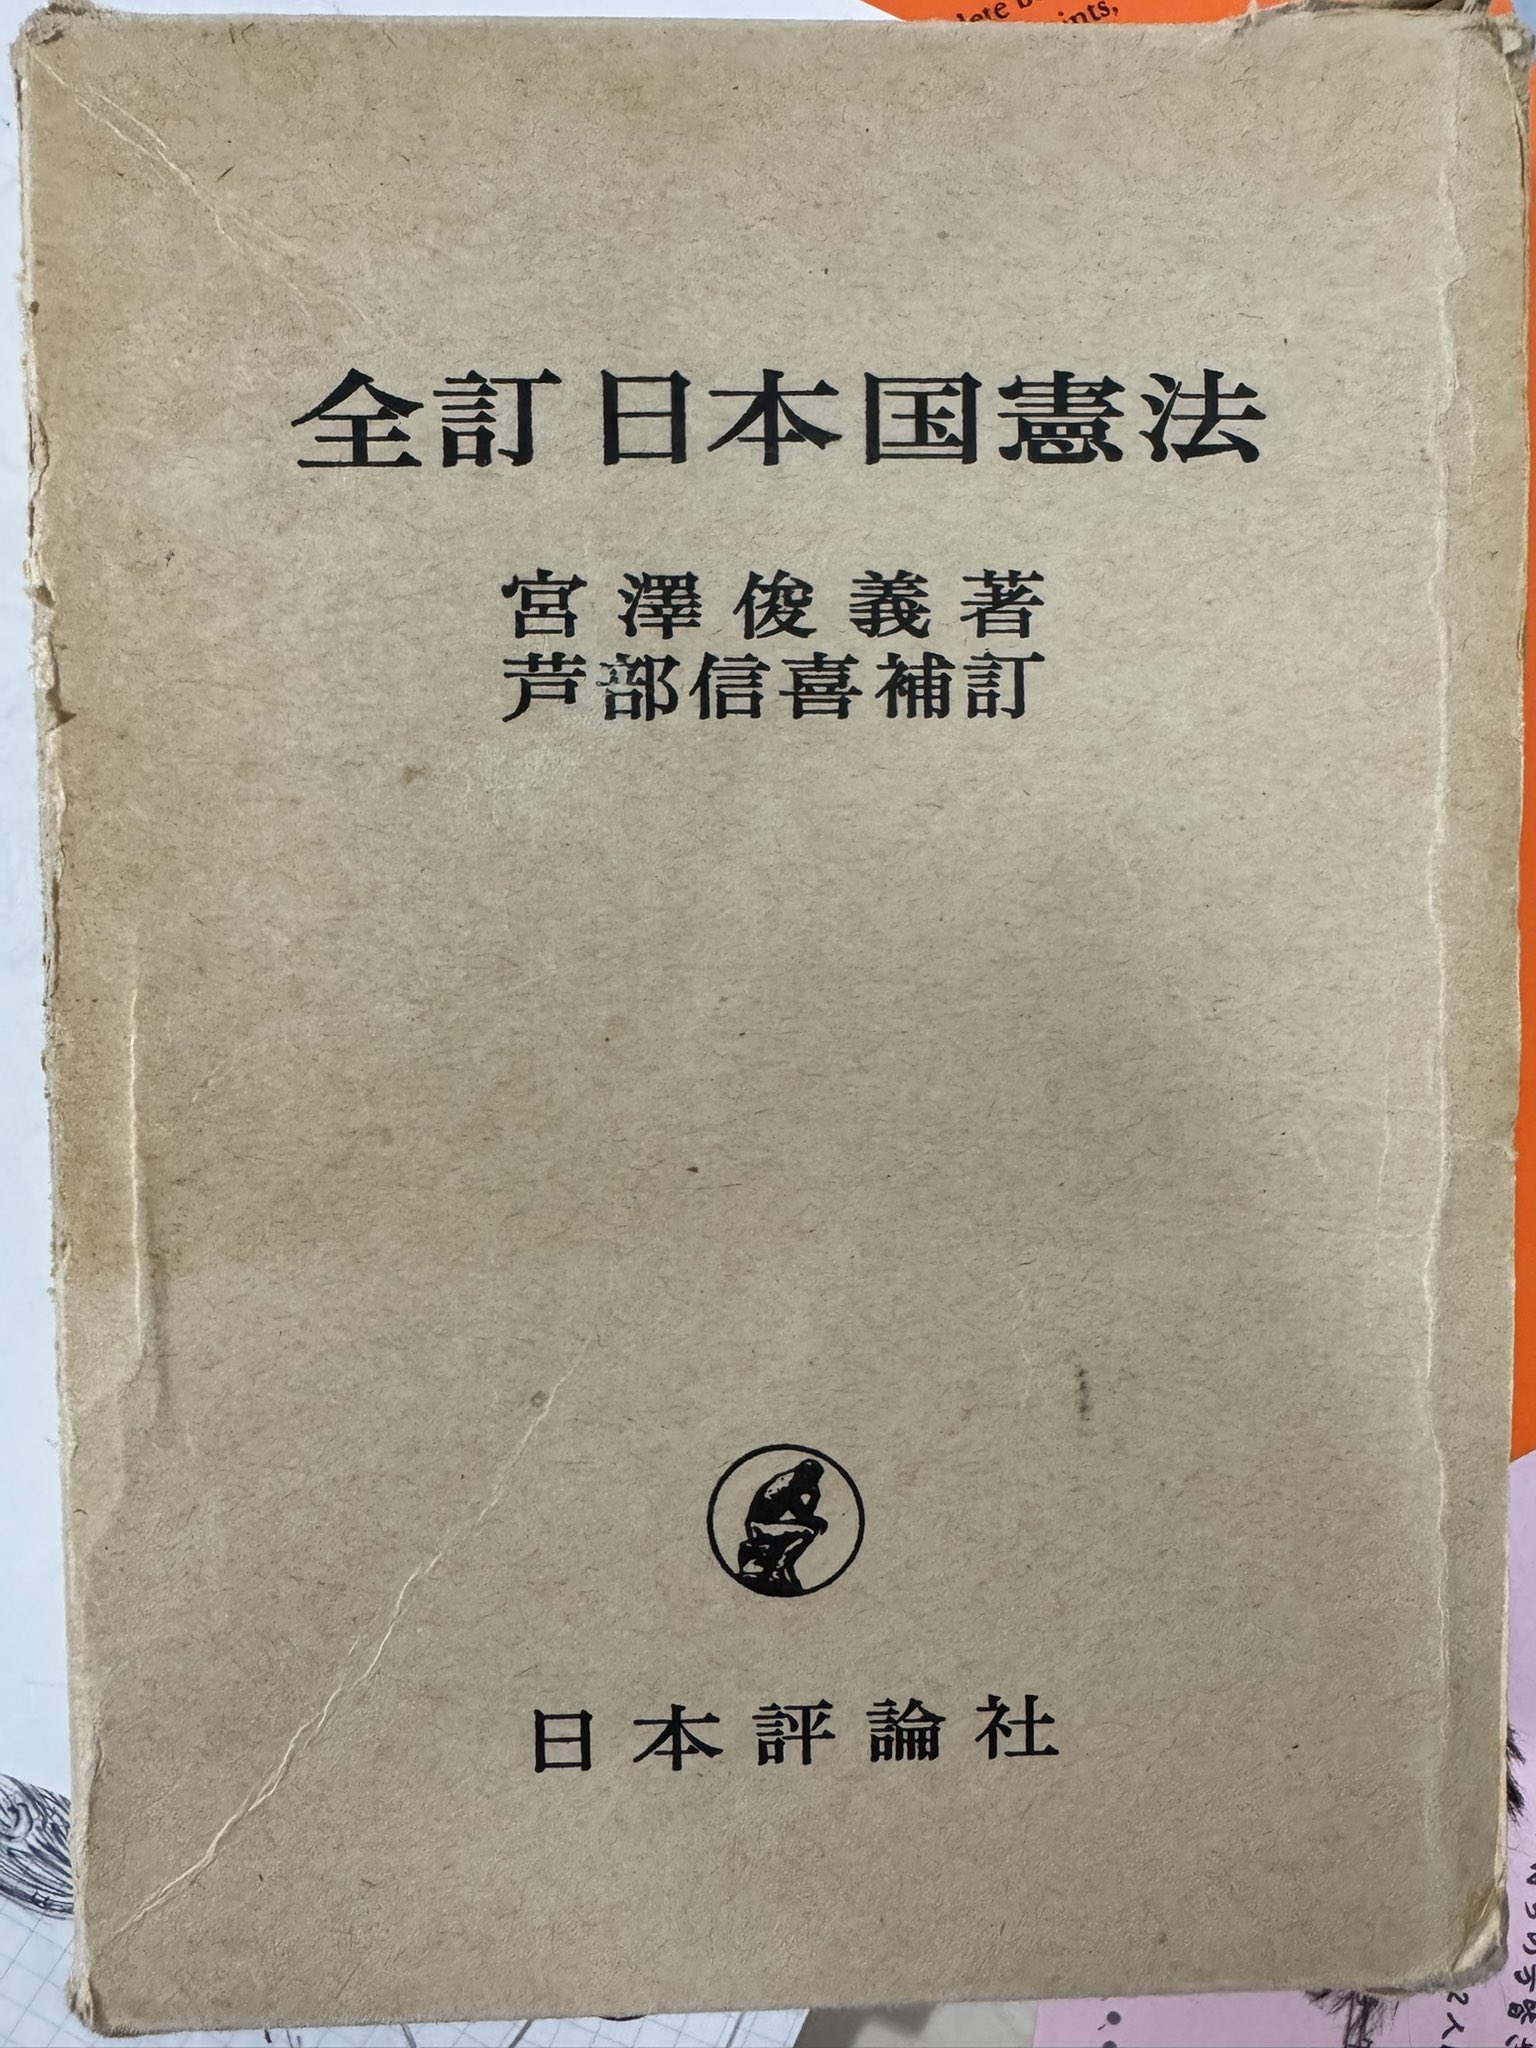 ints,
全訂 日本国憲法
宮澤俊義著
芦部信喜補訂
日本評論社